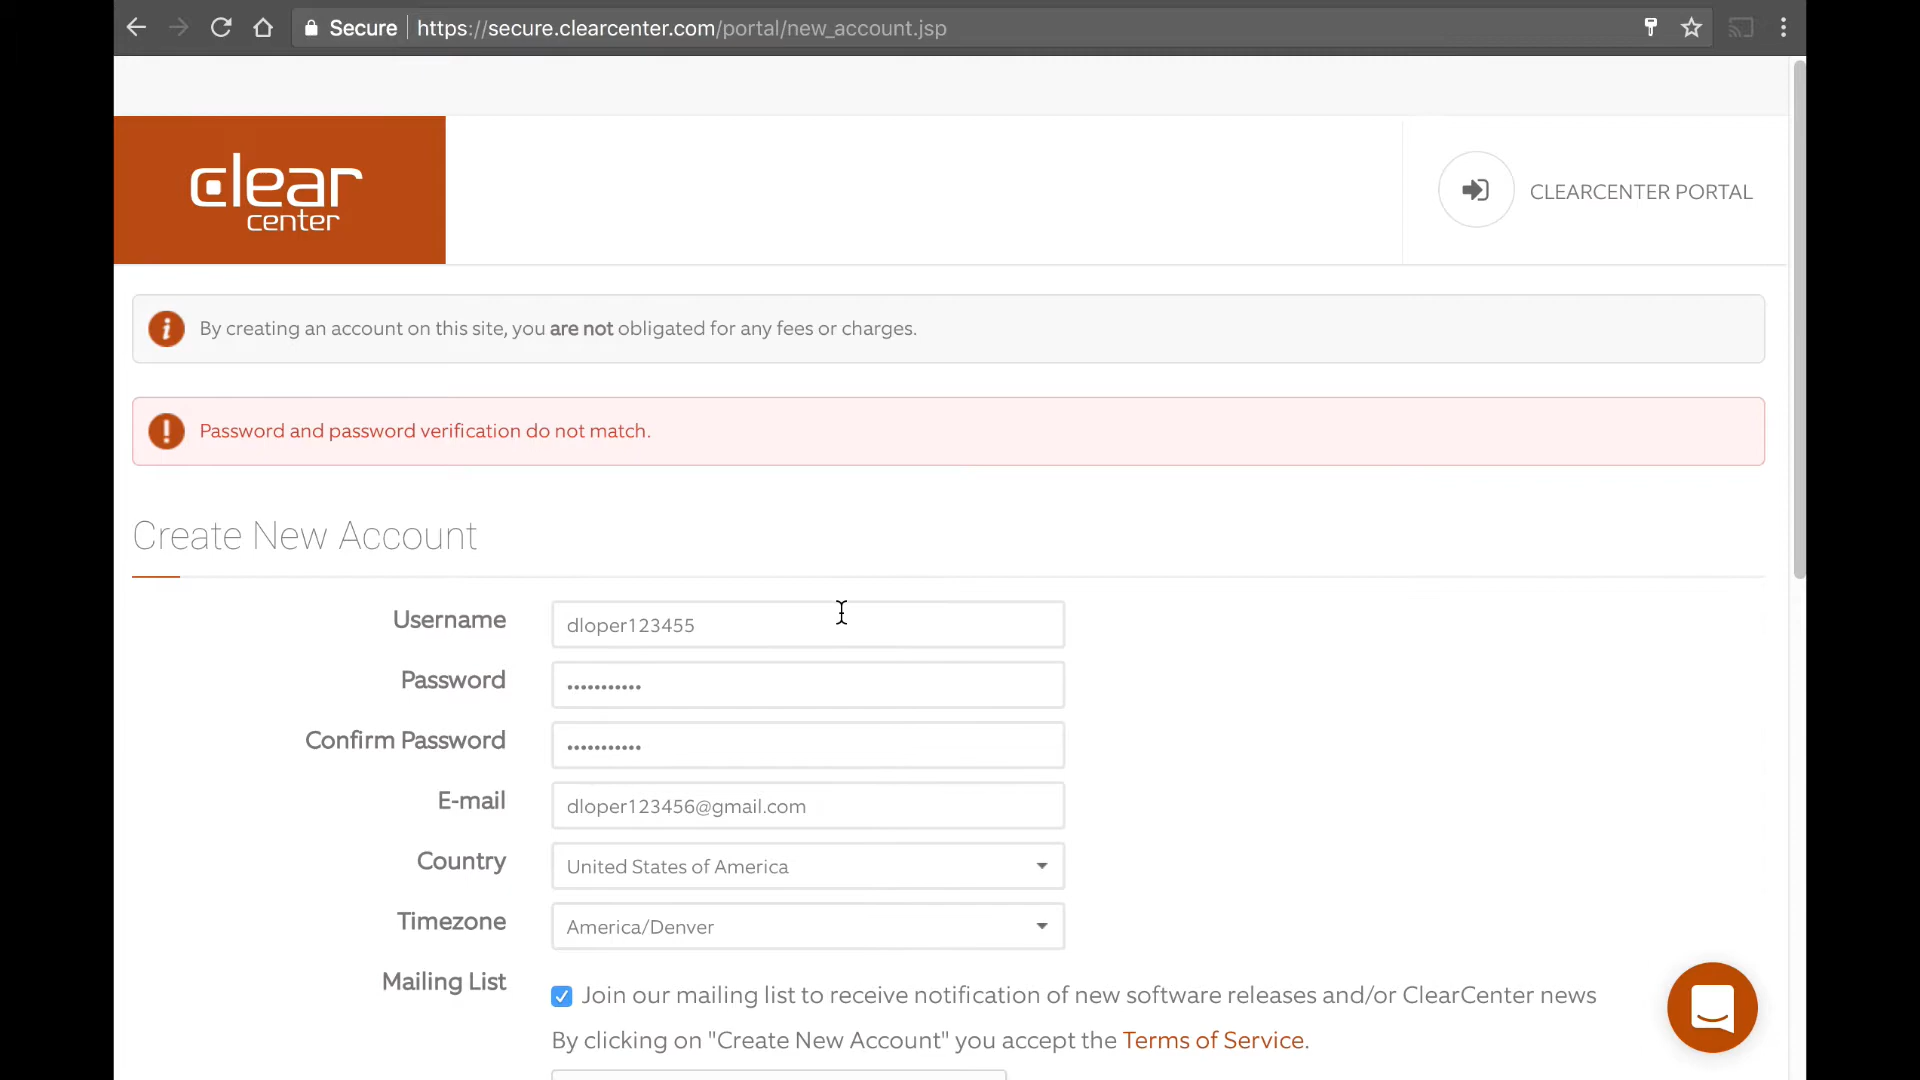 Secure https://secure.clearcenter.com/portal/new_account.jsp
clear
center
CLEARCENTER PORTAL
By creating an account on this site, you are not obligated for any fees or charges.
Password and password verification do not match.
Create New Account
Username dloper123455
Password •••••••••••
Confirm Password •••••••••••
E-mail dloper123456@gmail.com
Country United States of America
Timezone America/Denver
Mailing List Join our mailing list to receive notification of new software releases and/or ClearCenter news
By clicking on "Create New Account" you accept the Terms of Service.